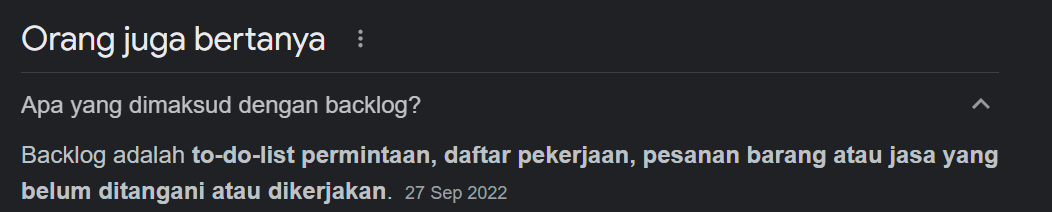 Orang juga bertanya
Apa yang dimaksud dengan backlog?
Backlog adalah to-do-list permintaan, daftar pekerjaan, pesanan barang atau jasa yang
belum ditangani atau dikerjakan. 27 Sep 2022